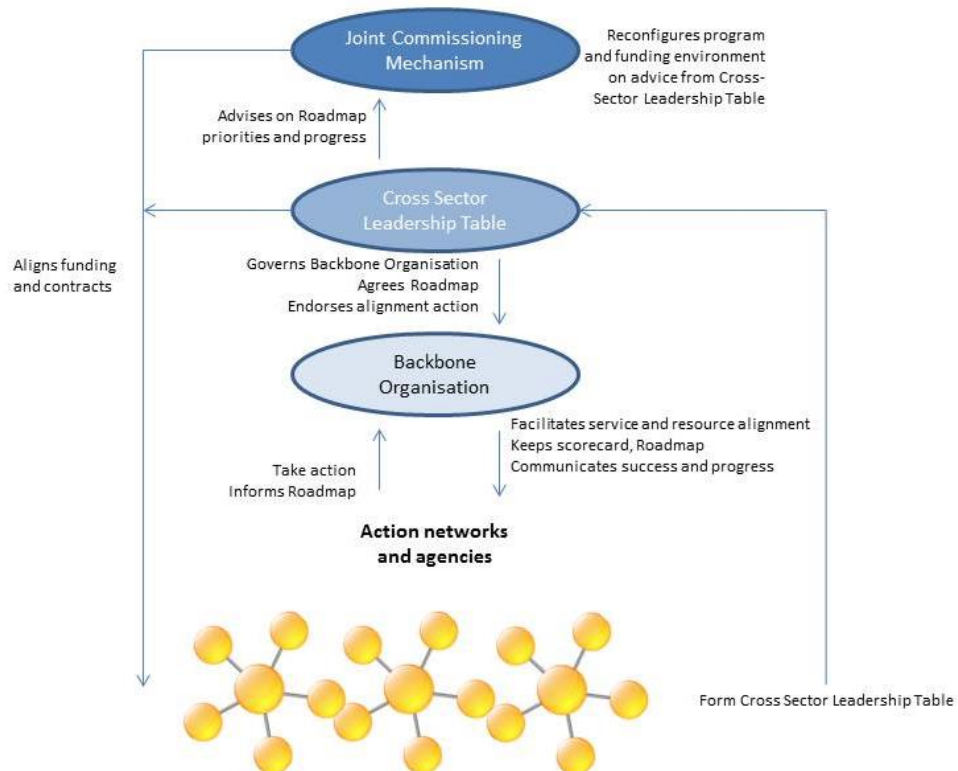 Joint Commissioning
Mechanism
Reconfigures program
and funding environment
on advice from Cross-
Sector Leadership Table
Advises on Roadmap
priorities and progress
Cross Sector
Leadership Table
Aligns funding
and contracts
Governs Backbone Organisation
Agrees Roadmap
Endorses alignment action
Backbone
Organisation
Facilitates service and resource alignment
Keeps scorecard, Roadmap
Communicates success and progress
Take action
Informs Roadmap
Action networks
and agencies
Form Cross Sector Leadership Table